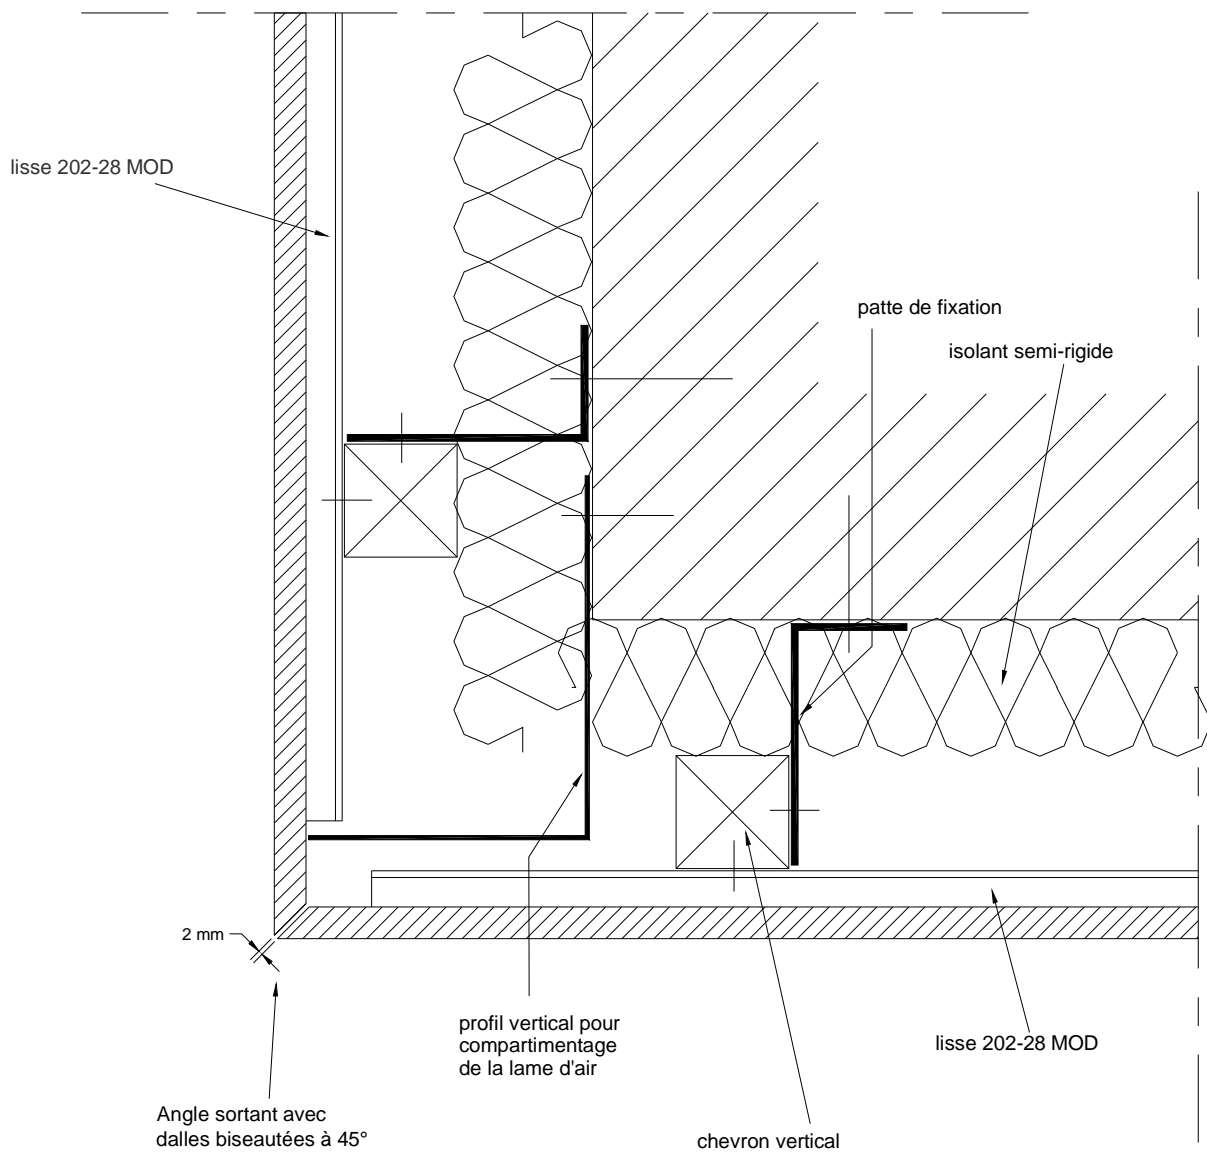 lisse 202-28 MOD
patte de fixation
isolant semi-rigide
2 mm
profil vertical pour
compartimentage
de la lame d'air
lisse 202-28 MOD
Angle sortant avec
dalles biseautées à 45°
chevron vertical